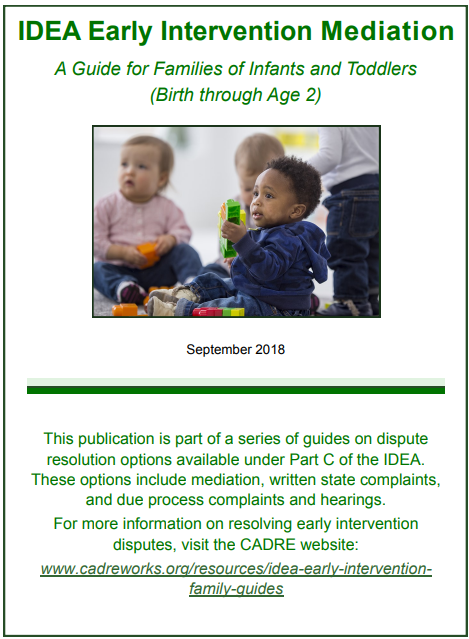 IDEA Early Intervention Mediation
A Guide for Families of Infants and Toddlers
(Birth through Age 2)
September 2018
This publication is part of a series of guides on dispute
resolution options available under Part C of the IDEA.
These options include mediation, written state complaints,
and due process complaints and hearings.
For more information on resolving early intervention
disputes, visit the CADRE website:
www.cadreworks.org/resources/idea-early-intervention-
family-guides